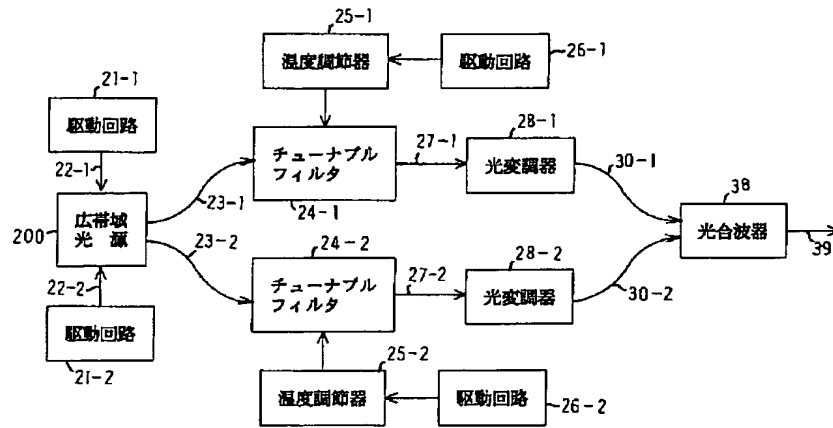 25-1
温度調節器
駆動回路
26-1
21-1
駆動回路
22-1
チューナブル
フィルタ
24-1
27-1
28-1
光変調器
30-1
23-1
200
広帯域
光 源
23-2
38
光合波器
39
22-2
24-2
チューナブル
フィルタ
27-2
28-2
光変調器
30-2
駆動回路
21-2
25-2
温度調節器
駆動回路
26-2